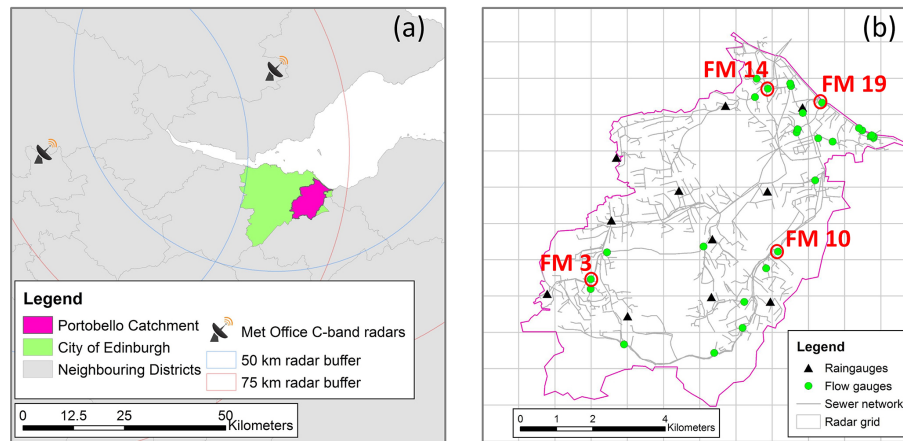 (a)
Legend
Portobello Catchment
City of Edinburgh
Neighbouring Districts
Met Office C-band radars
50 km radar buffer
75 km radar buffer
0 12.5 25 50
Kilometers
(b)
FM 14
FM 19
FM 10
FM 3
Legend
Raingauges
Flow gauges
Sewer network
Radar grid
0 1 2 4
Kilometers